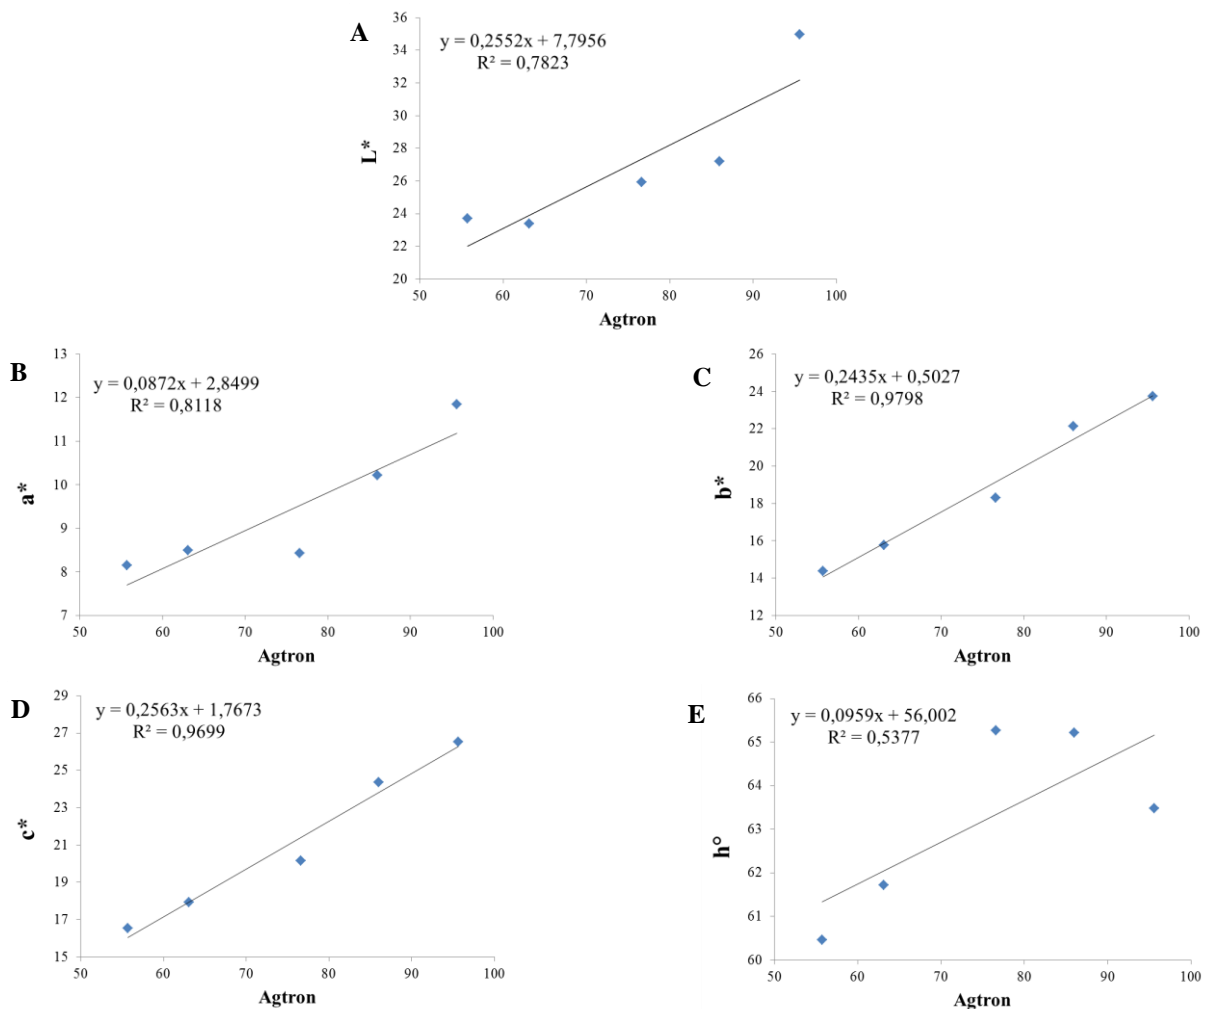 A
y = 0,2552x + 7,7956
R² = 0,7823
36
34
32
30
28
26
24
22
20
L*
50 60 70 80 90 100
Agtron
B
y = 0,0872x + 2,8499
R² = 0,8118
13
12
11
10
9
8
7
a*
50 60 70 80 90 100
Agtron
C
y = 0,2435x + 0,5027
R² = 0,9798
26
24
22
20
18
16
14
12
b*
50 60 70 80 90 100
Agtron
D
y = 0,2563x + 1,7673
R² = 0,9699
29
27
25
23
21
19
17
15
c*
50 60 70 80 90 100
Agtron
E
y = 0,0959x + 56,002
R² = 0,5377
66
65
64
63
62
61
60
h°
50 60 70 80 90 100
Agtron